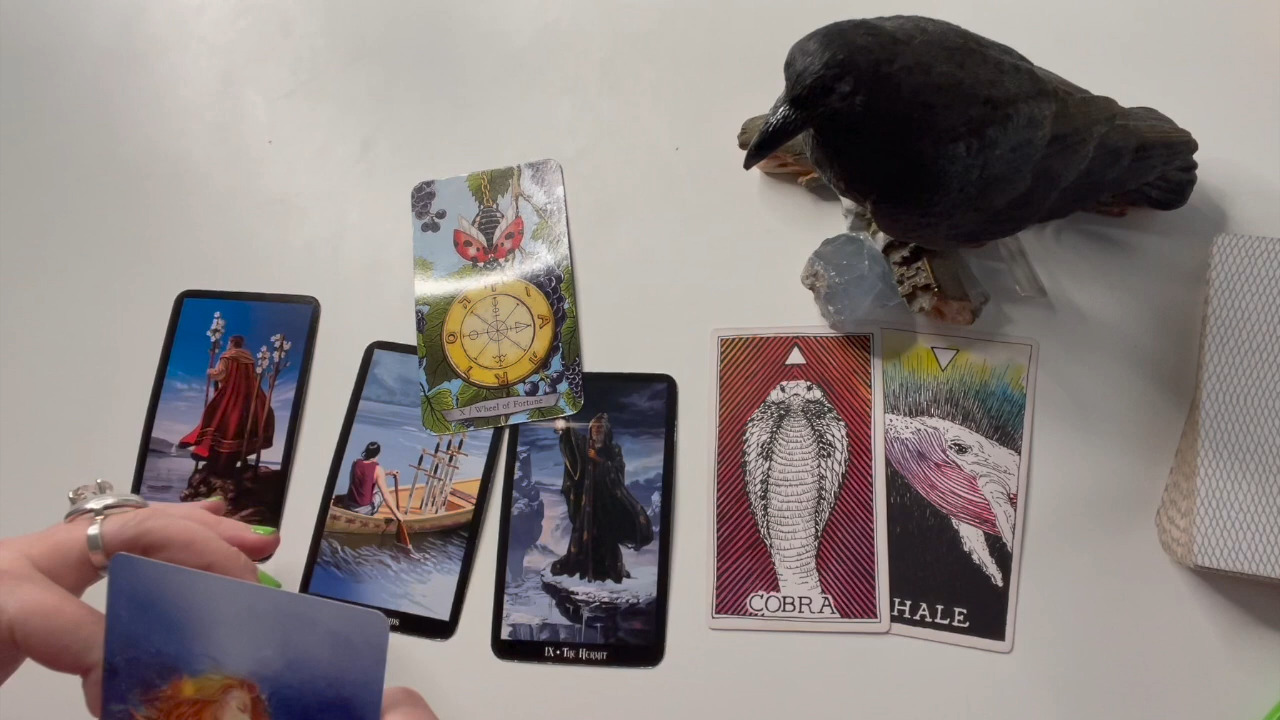 X / Wheel of Fortune
IX • The Hermit
COBRA
HALE